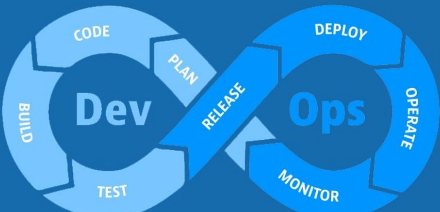 Dev
PLAN
CODE
BUILD
TEST
Ops
RELEASE
DEPLOY
OPERATE
MONITOR